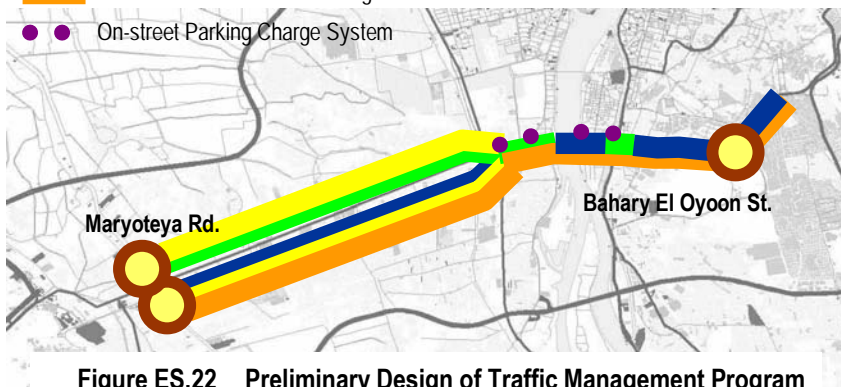 On-street Parking Charge System
Maryoteya Rd.
Bahary El Oyoon St.
Figure ES.22 Preliminary Design of Traffic Management Program